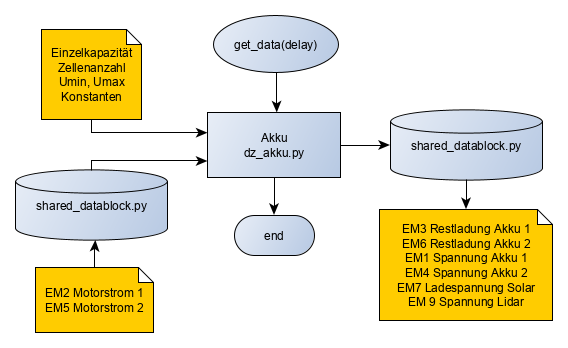 get_data(delay)
Einzelkapazität
Zellenanzahl
Umin, Umax
Konstanten
Akku
dz_akku.py
shared_datablock.py
shared_datablock.py
end
EM2 Motorstrom 1
EM5 Motorstrom 2
EM3 Restladung Akku 1
EM6 Restladung Akku 2
EM1 Spannung Akku 1
EM4 Spannung Akku 2
EM7 Ladespannung Solar
EM 9 Spannung Lidar